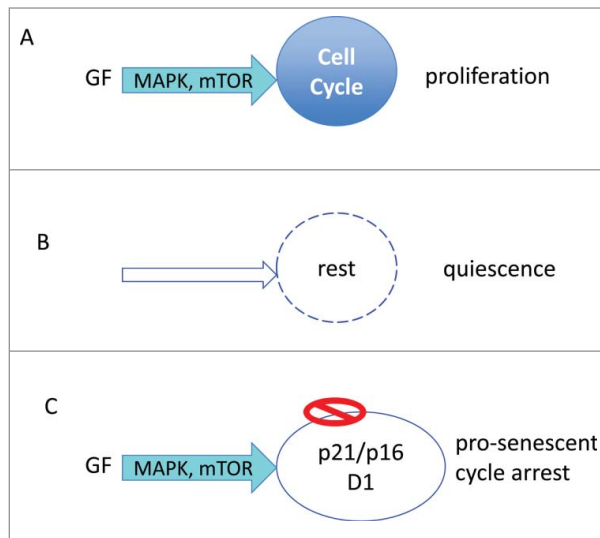 A
GF MAPK, mTOR Cell Cycle proliferation
B
rest quiescence
C
GF MAPK, mTOR p21/p16 D1 pro-senescent cycle arrest